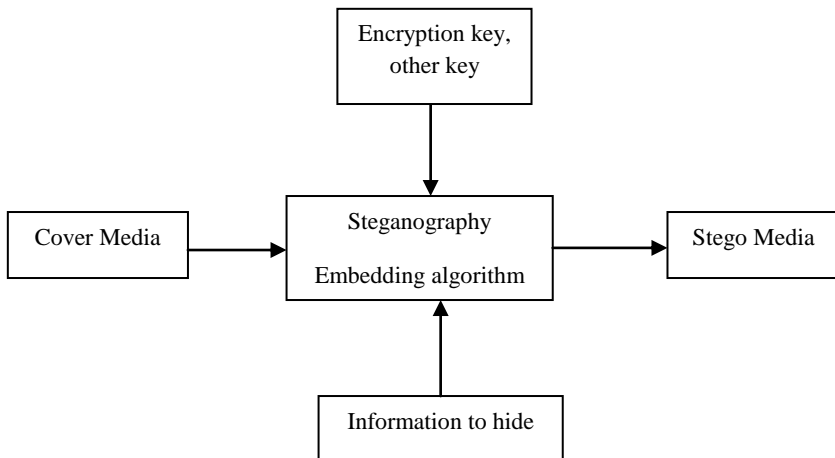 Encryption key,
other key
Cover Media
Steganography
Embedding algorithm
Stego Media
Information to hide